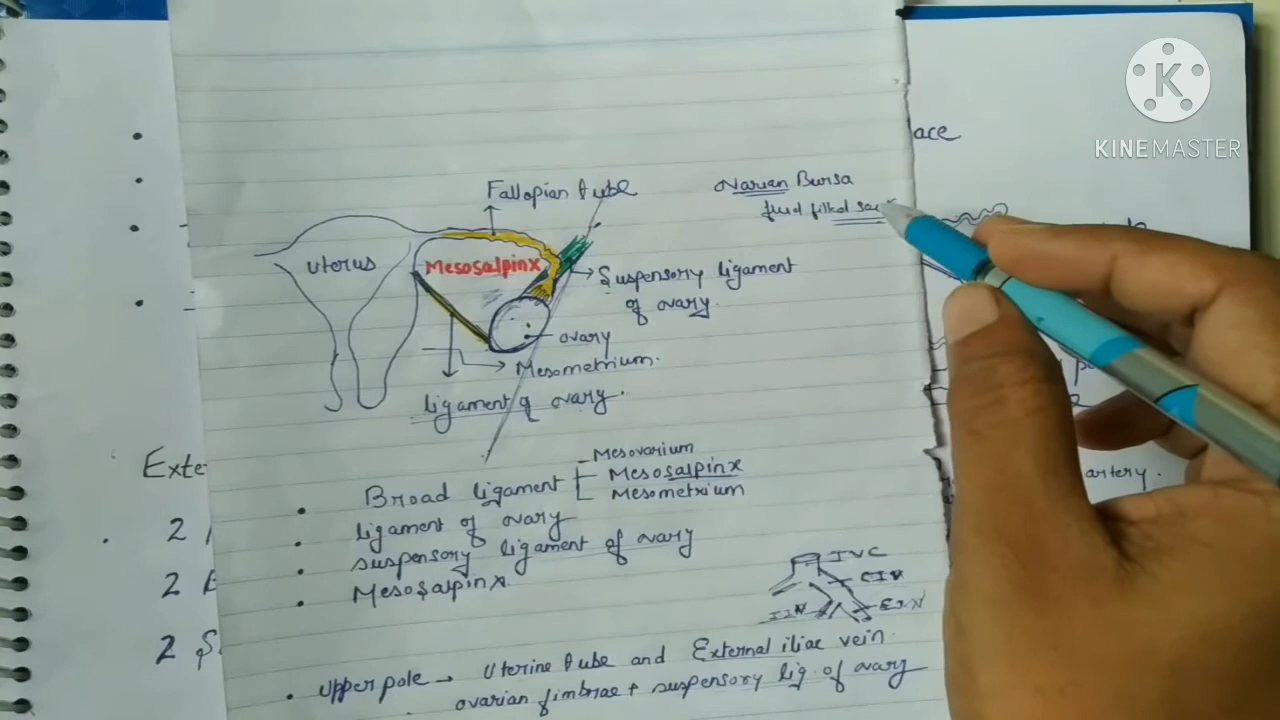 K
KINEMASTER
ace
Ovarian Bursa
fluid filled sac
Fallopian tube
uterus
Mesosalpinx
Suspensory ligament
of ovary
ovary
Mesometrium.
ligament of ovary.
Exte
Broad ligament
Mesovarium
Mesosalpinx
Mesometrium
artery.
2
ligament of ovary
suspensory ligament of ovary
IVC
2
Mesosalpinx
CIV
IIV
EIV
2 S
• Upper pole → Uterine tube and External iliac vein
ovarian fimbriae + suspensory lig. of ovary